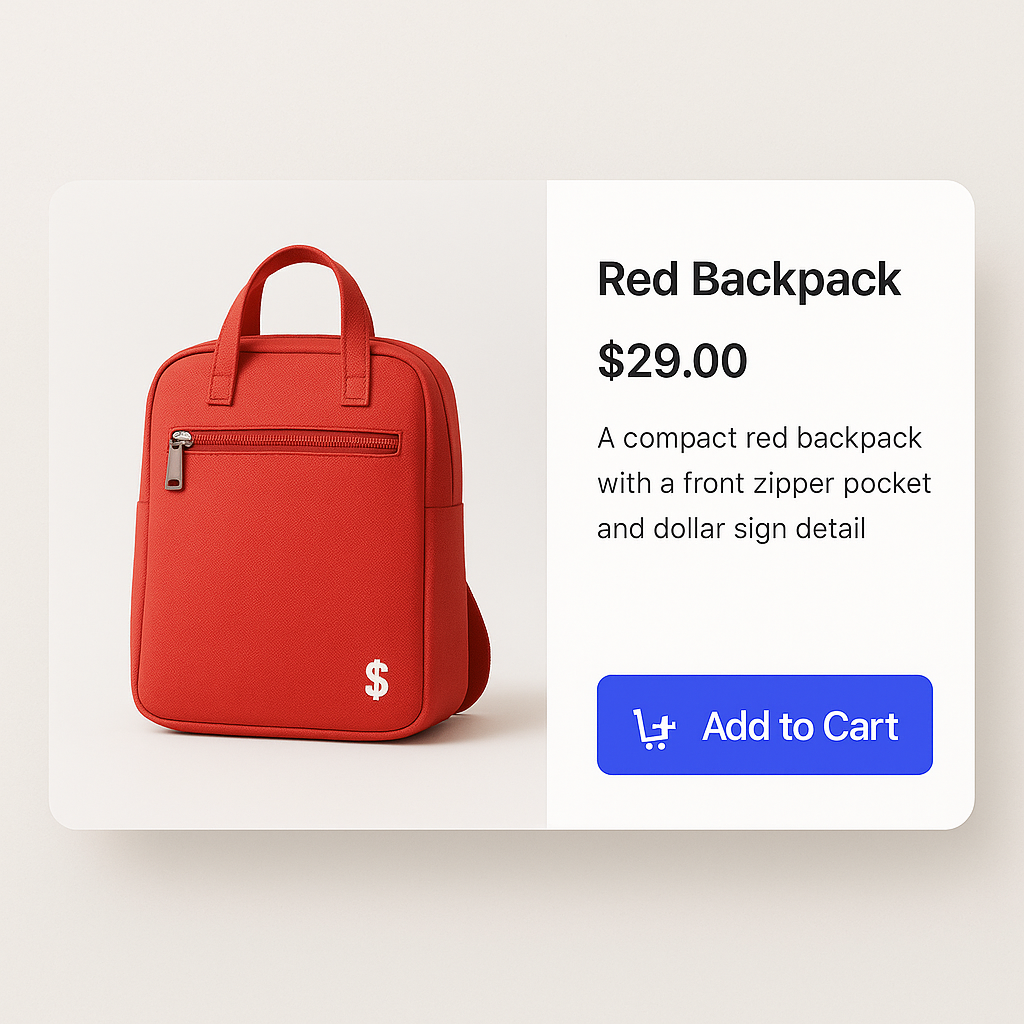 Red Backpack
$29.00
A compact red backpack
with a front zipper pocket
and dollar sign detail
$
Add to Cart